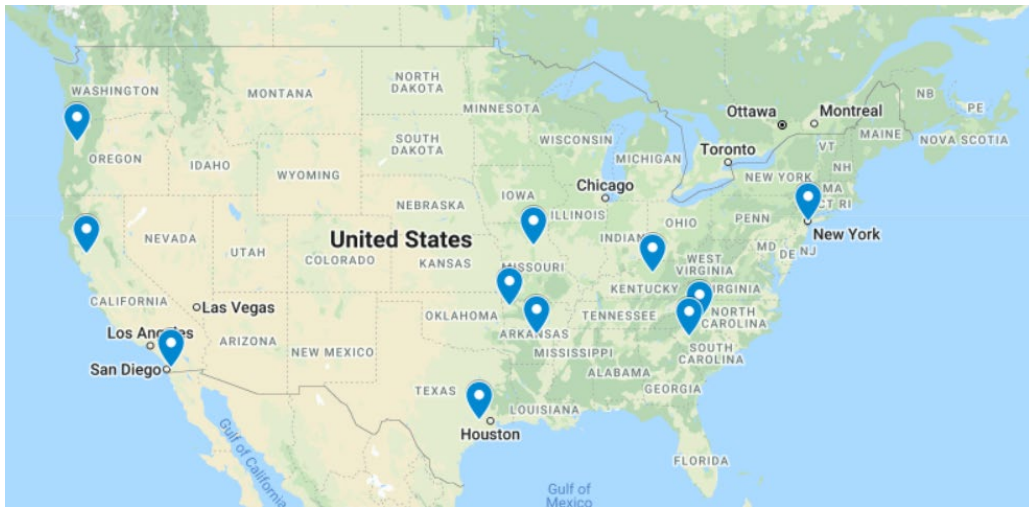 NB
PE
WASHINGTON
MONTANA
NORTH
DAKOTA
MINNESOTA
Ottawa
Montreal
MAINE
NOVA SCOTIA
OREGON
IDAHO
SOUTH
DAKOTA
WISCONSIN
MICHIGAN
Toronto
VT
NH
WYOMING
NEW YORK
MA
CT RI
IOWA
Chicago
NEBRASKA
ILLINOIS
OHIO
PENN
New York
NEVADA
UTAH
United States
COLORADO
KANSAS
MISSOURI
INDIAN
MD
DE
NJ
WEST
VIRGINIA
KENTUCKY
VIRGINIA
CALIFORNIA
Las Vegas
OKLAHOMA
TENNESSEE
NORTH
CAROLINA
Los Angeles
ARIZONA
NEW MEXICO
ARKANSAS
MISSISSIPPI
SOUTH
CAROLINA
San Diego
TEXAS
ALABAMA
GEORGIA
LOUISIANA
Houston
FLORIDA
Gulf of California
Gulf of
Mexico